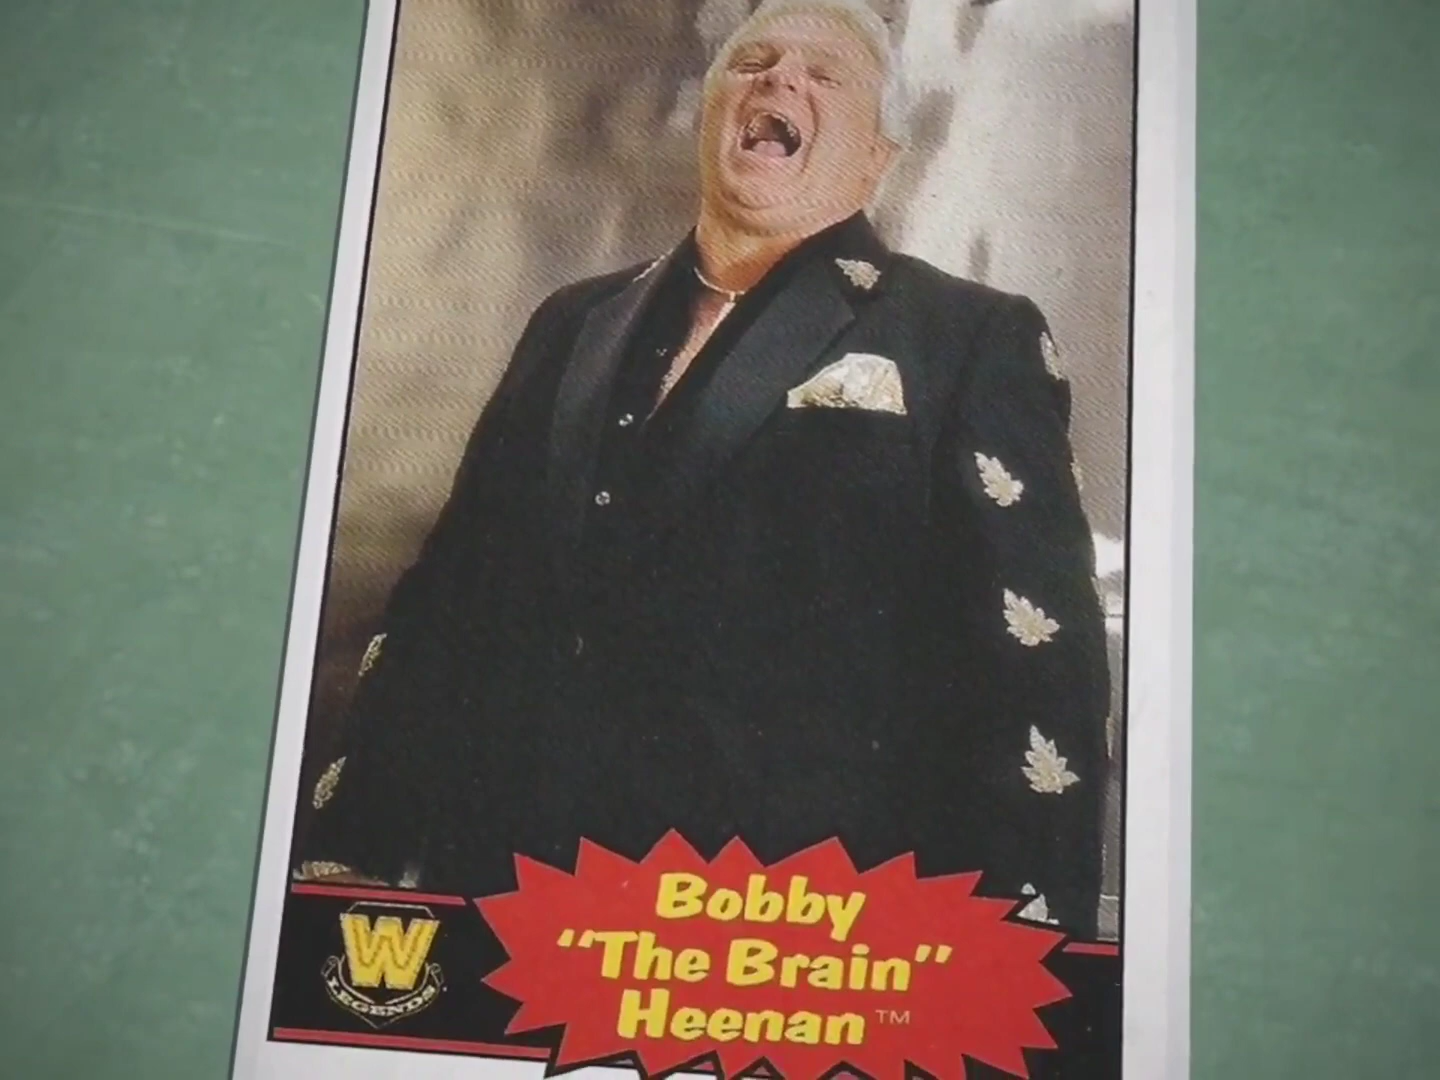 Bobby
“The Brain”
Heenan™
W
LEGENDS